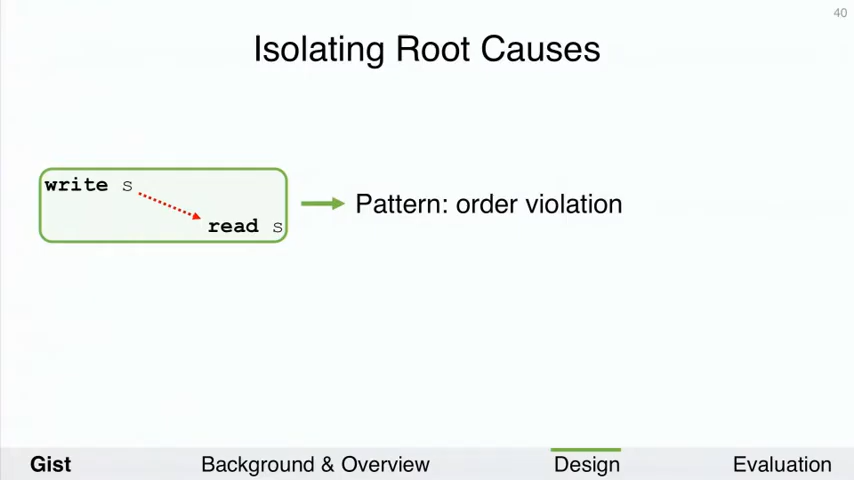 40
Isolating Root Causes
write s
read s
Pattern: order violation
Gist Background & Overview Design Evaluation